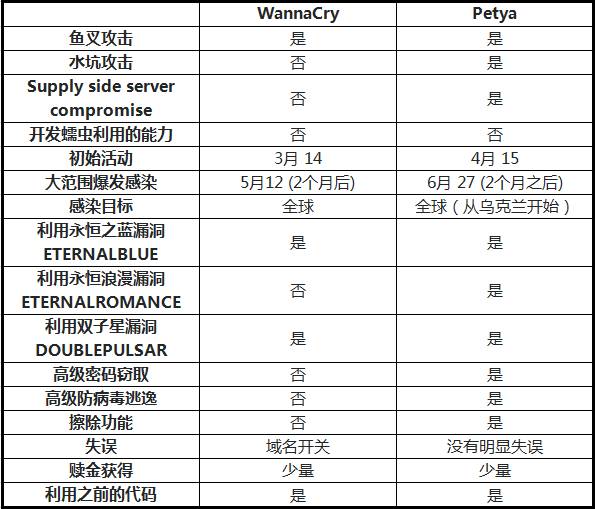 WannaCry Petya
鱼叉攻击 是 是
水坑攻击 否 是
Supply side server
compromise 否 是
开发蠕虫利用的能力 否 否
初始活动 3月 14 4月 15
大范围爆发感染 5月12 (2个月后) 6月 27 (2个月之后)
感染目标 全球 全球（从乌克兰开始）
利用永恒之蓝漏洞
ETERNALBLUE 是 是
利用永恒浪漫漏洞
ETERNALROMANCE 否 是
利用双子星漏洞
DOUBLEPULSAR 是 是
高级密码窃取 否 是
高级防病毒逃逸 否 是
擦除功能 否 是
失误 域名开关 没有明显失误
赎金获得 少量 少量
利用之前的代码 是 是